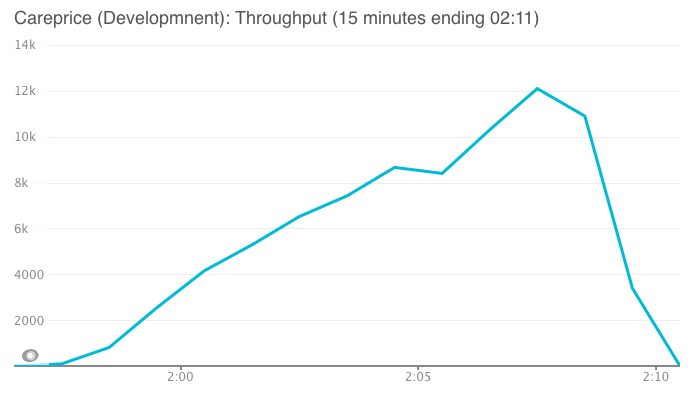 Careprice (Developmnent): Throughput (15 minutes ending 02:11)
14k
12k
10k
8k
6k
4000
2000
2:00 2:05 2:10